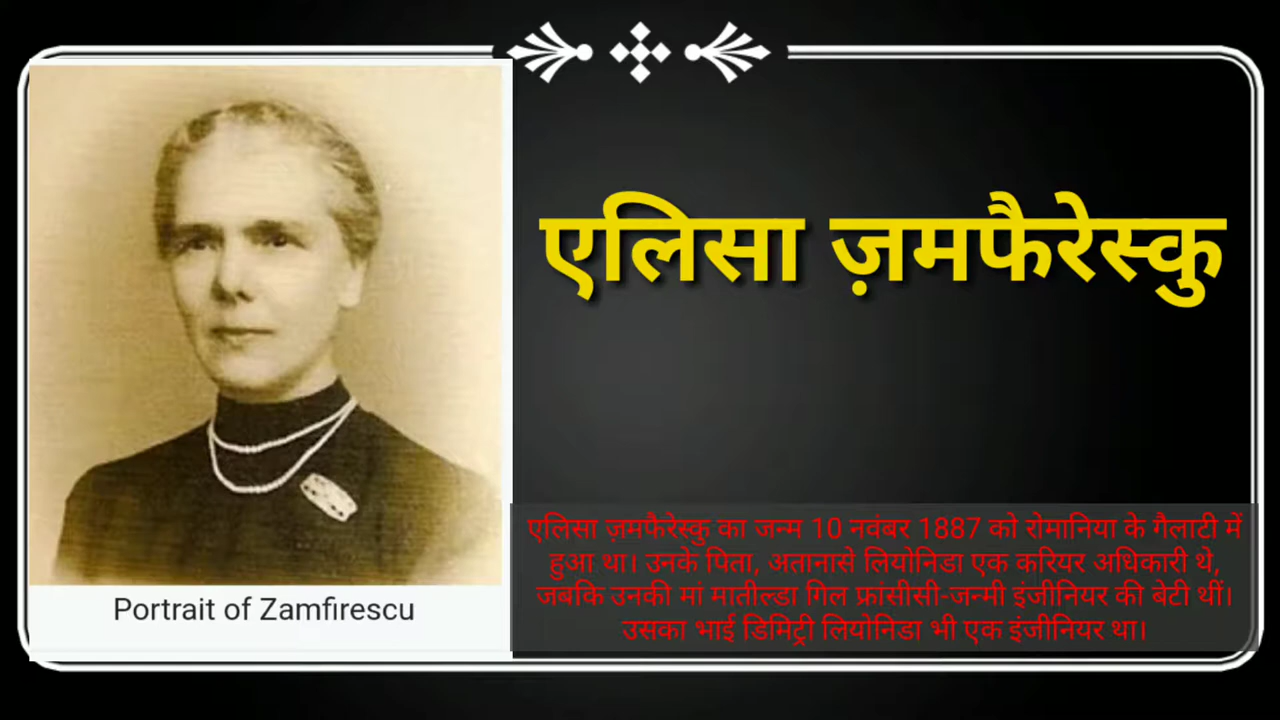 एलिसा ज़मफैरेस्कु
एलिसा ज़मफैरेस्कु का जन्म 10 नवंबर 1887 को रोमानिया के गैलाटी में
हुआ था। उनके पिता, अतानासे लियोनिडा एक करियर अधिकारी थे,
जबकि उनकी मां मातील्डा गिल फ्रांसीसी-जन्मी इंजीनियर की बेटी थीं।
उसका भाई डिमिट्री लियोनिडा भी एक इंजीनियर था।
Portrait of Zamfirescu